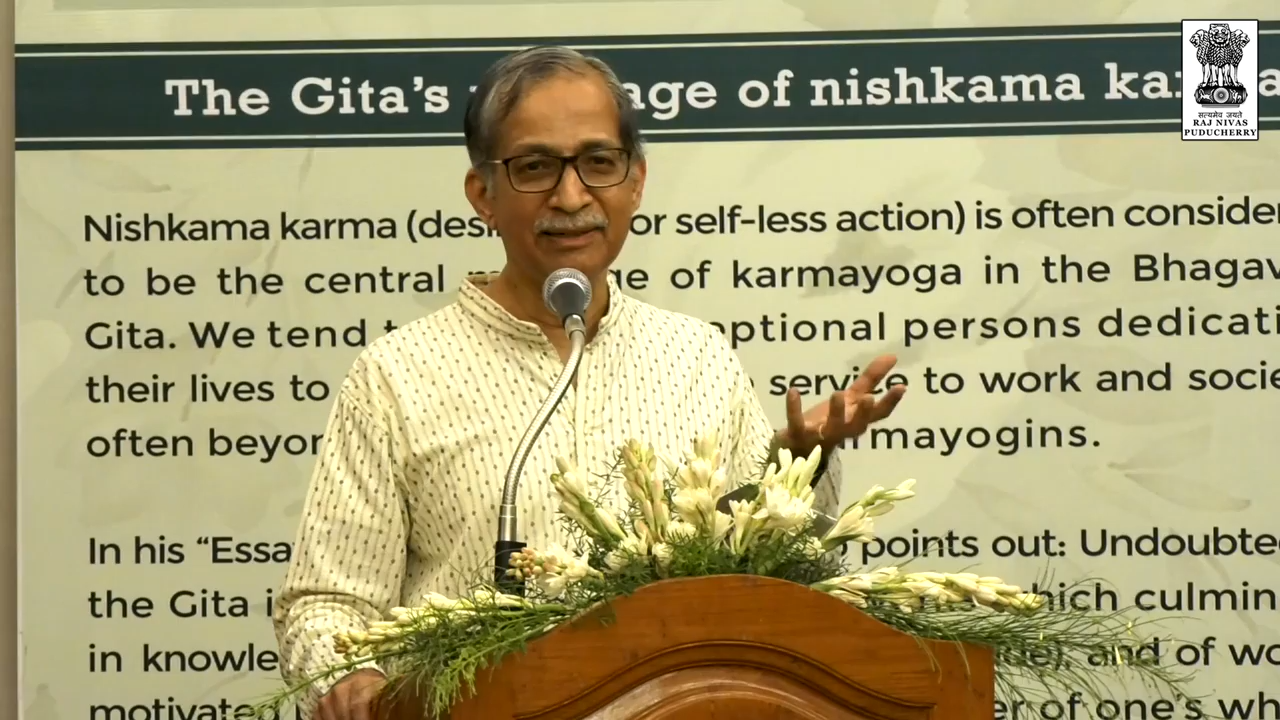 The Gita's age of nishkama ka
सत्यमेव जयते
RAJ NIVAS
PUDUCHERRY
Nishkama karma (desi or self-less action) is often consider
to be the central ge of karmayoga in the Bhagav
Gita. We tend ptional persons dedicati
their lives to service to work and socie
often beyon rmayogins.
In his “Essa points out: Undoubte
the Gita i which culmin
in knowle and of wo
motivate er of one's wh